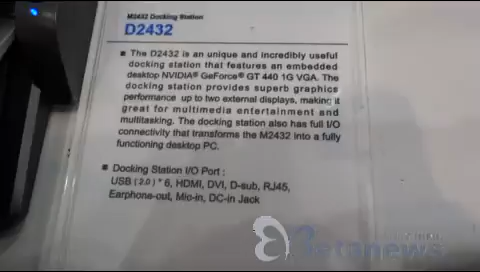 M2432 Docking Station
D2432
■ The D2432 is an unique and incredibly useful
docking station that features an embedded
desktop NVIDIA® GeForce® GT 440 1G VGA. The
docking station provides superb graphics
performance up to two external displays, making it
great for multimedia entertainment and
multitasking. The docking station also has full I/O
connectivity that transforms the M2432 into a fully
functioning desktop PC.
■ Docking Station I/O Port :
USB (2.0) * 6, HDMI, DVI, D-sub, RJ45,
Earphone-out, Mic-in, DC-in Jack